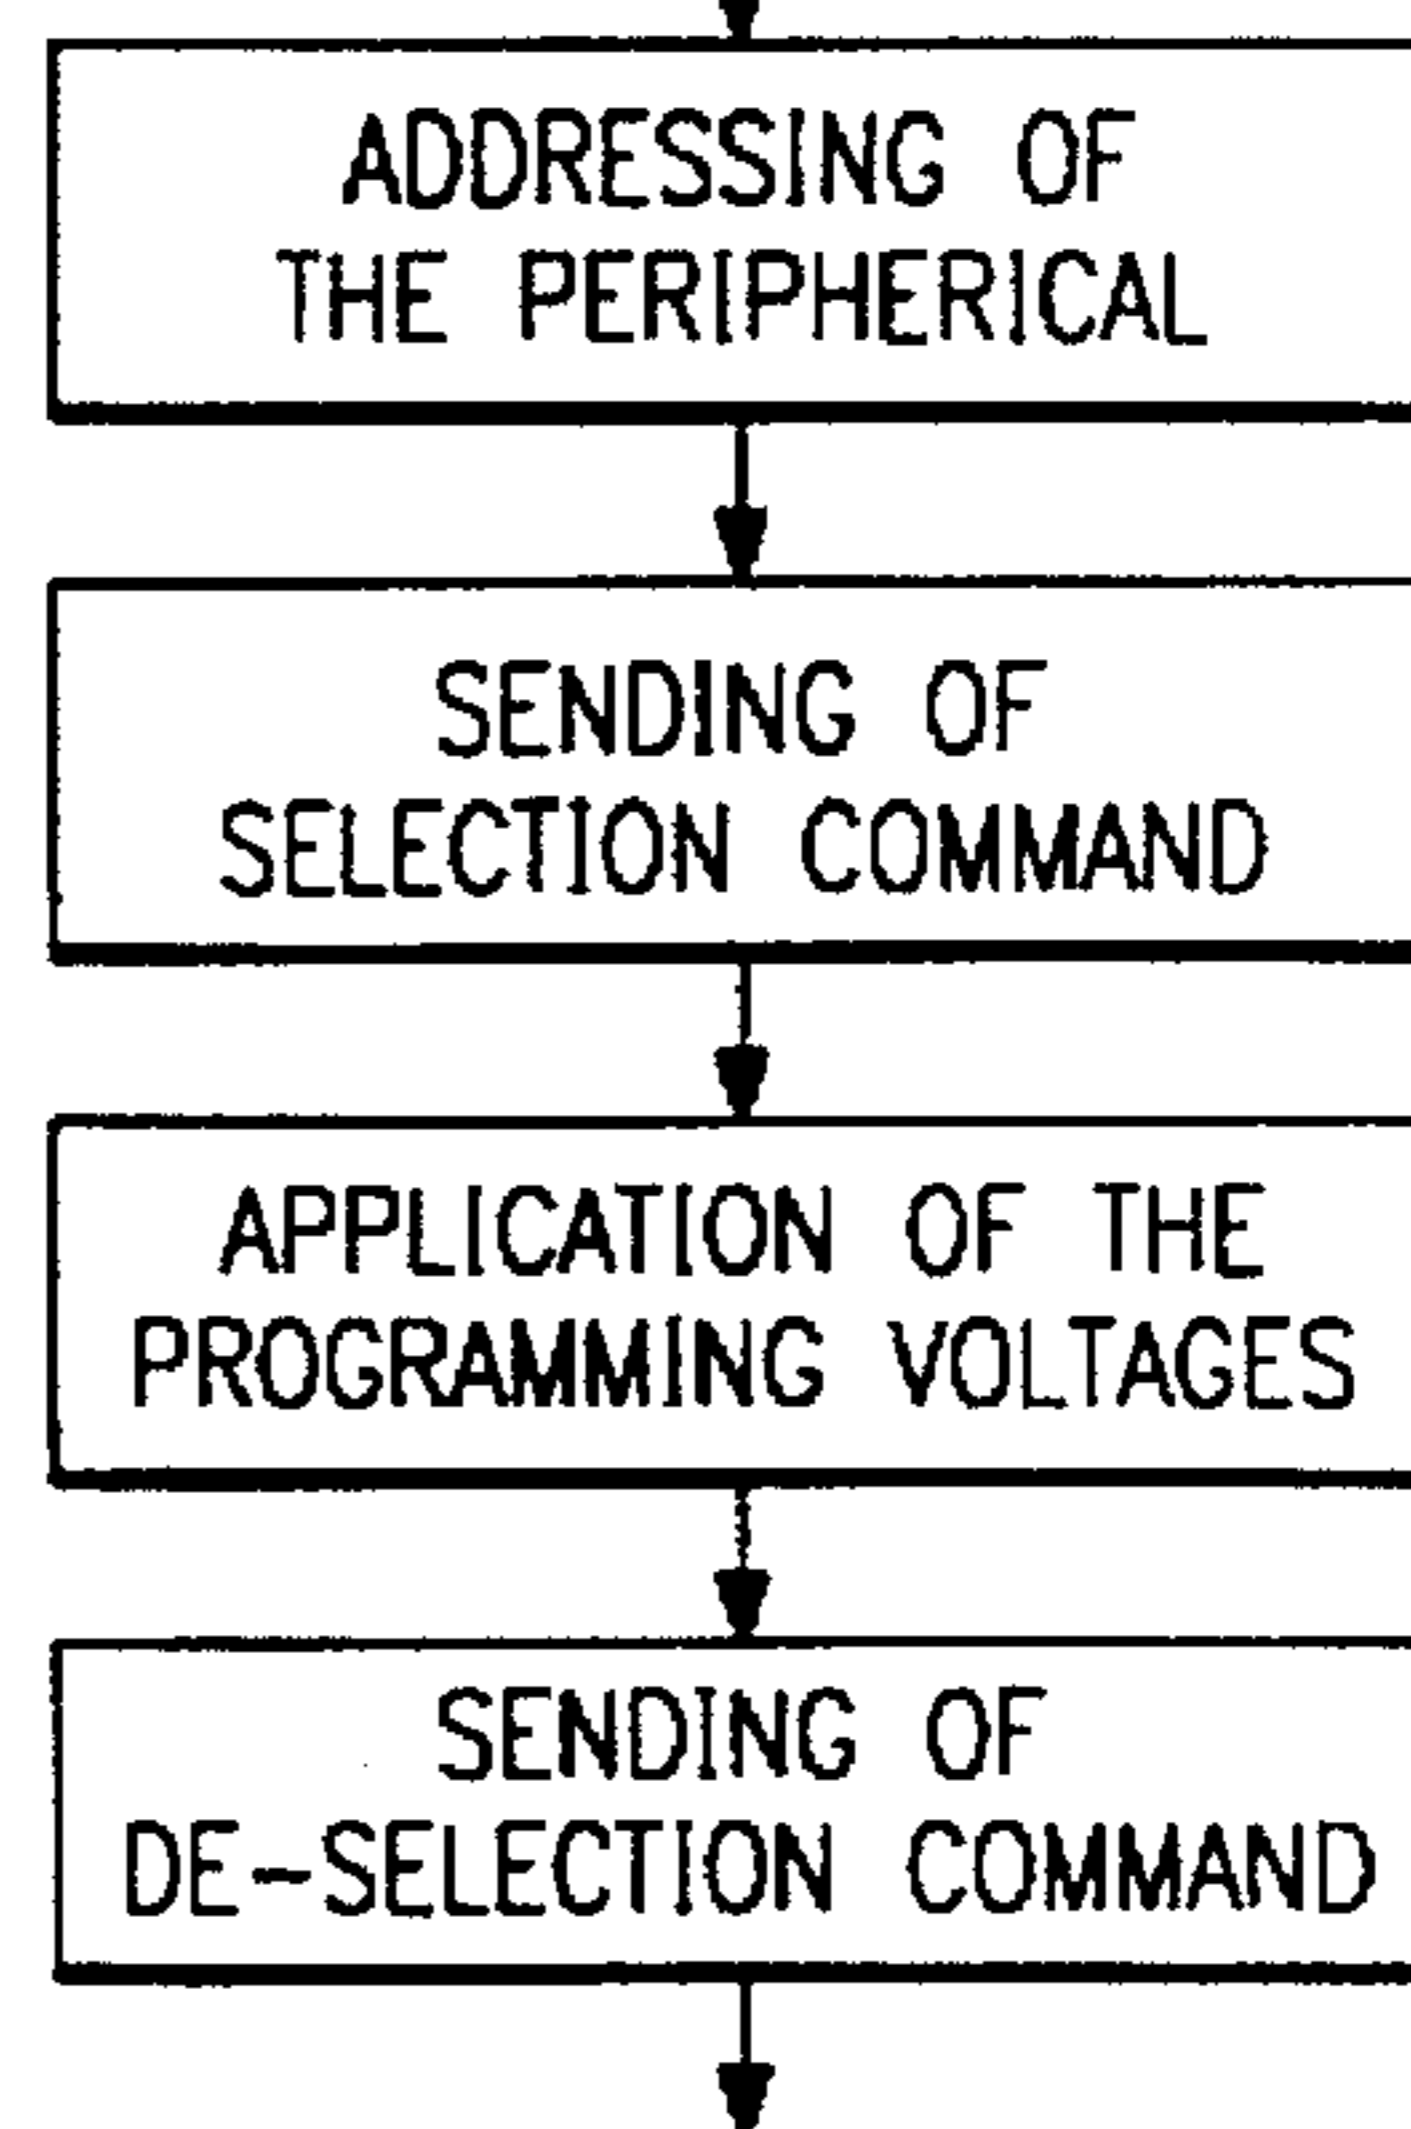 ADDRESSING OF
THE PERIPHERICAL
SENDING OF
SELECTION COMMAND
APPLICATION OF THE
PROGRAMMING VOLTAGES
SENDING OF
DE-SELECTION COMMAND